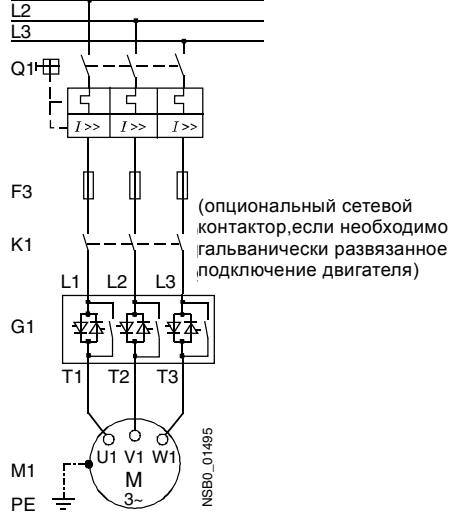 L2
L3
Q1
I>> I>> I>>
F3
(опциональный сетевой
контактор,если необходимо
гальванически развязанное
подключение двигателя)
K1
L1 L2 L3
G1
T1 T2 T3
U1 V1 W1
M
3~
M1
PE
NSB0_01495